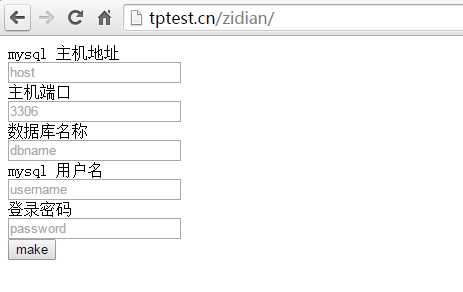 tptest.cn/zidian/
mysql 主机地址
host
主机端口
3306
数据库名称
dbname
mysql 用户名
username
登录密码
password
make